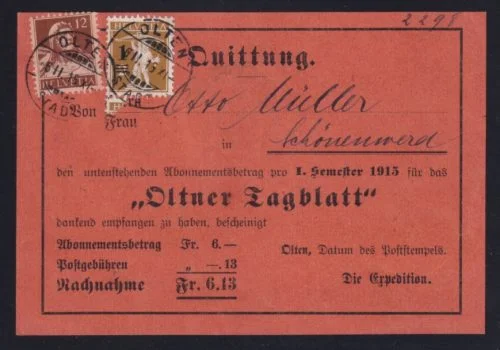 2298
12
HELVETIA
HELVETIA
OLTEN
OLTEN
Quittung.
Von
Frau
Otto Müller
in
Schönenwerd
den untenstehenden Abonnementsbetrag pro 1. Semester 1915 für das
„Oltner Tagblatt“
dankend empfangen zu haben, bescheinigt
Abonnementsbetrag Fr. 6.—
Postgebühren „ —.13
Olten, Datum des Poststempels.
Nachnahme Fr. 6.13
Die Expedition.